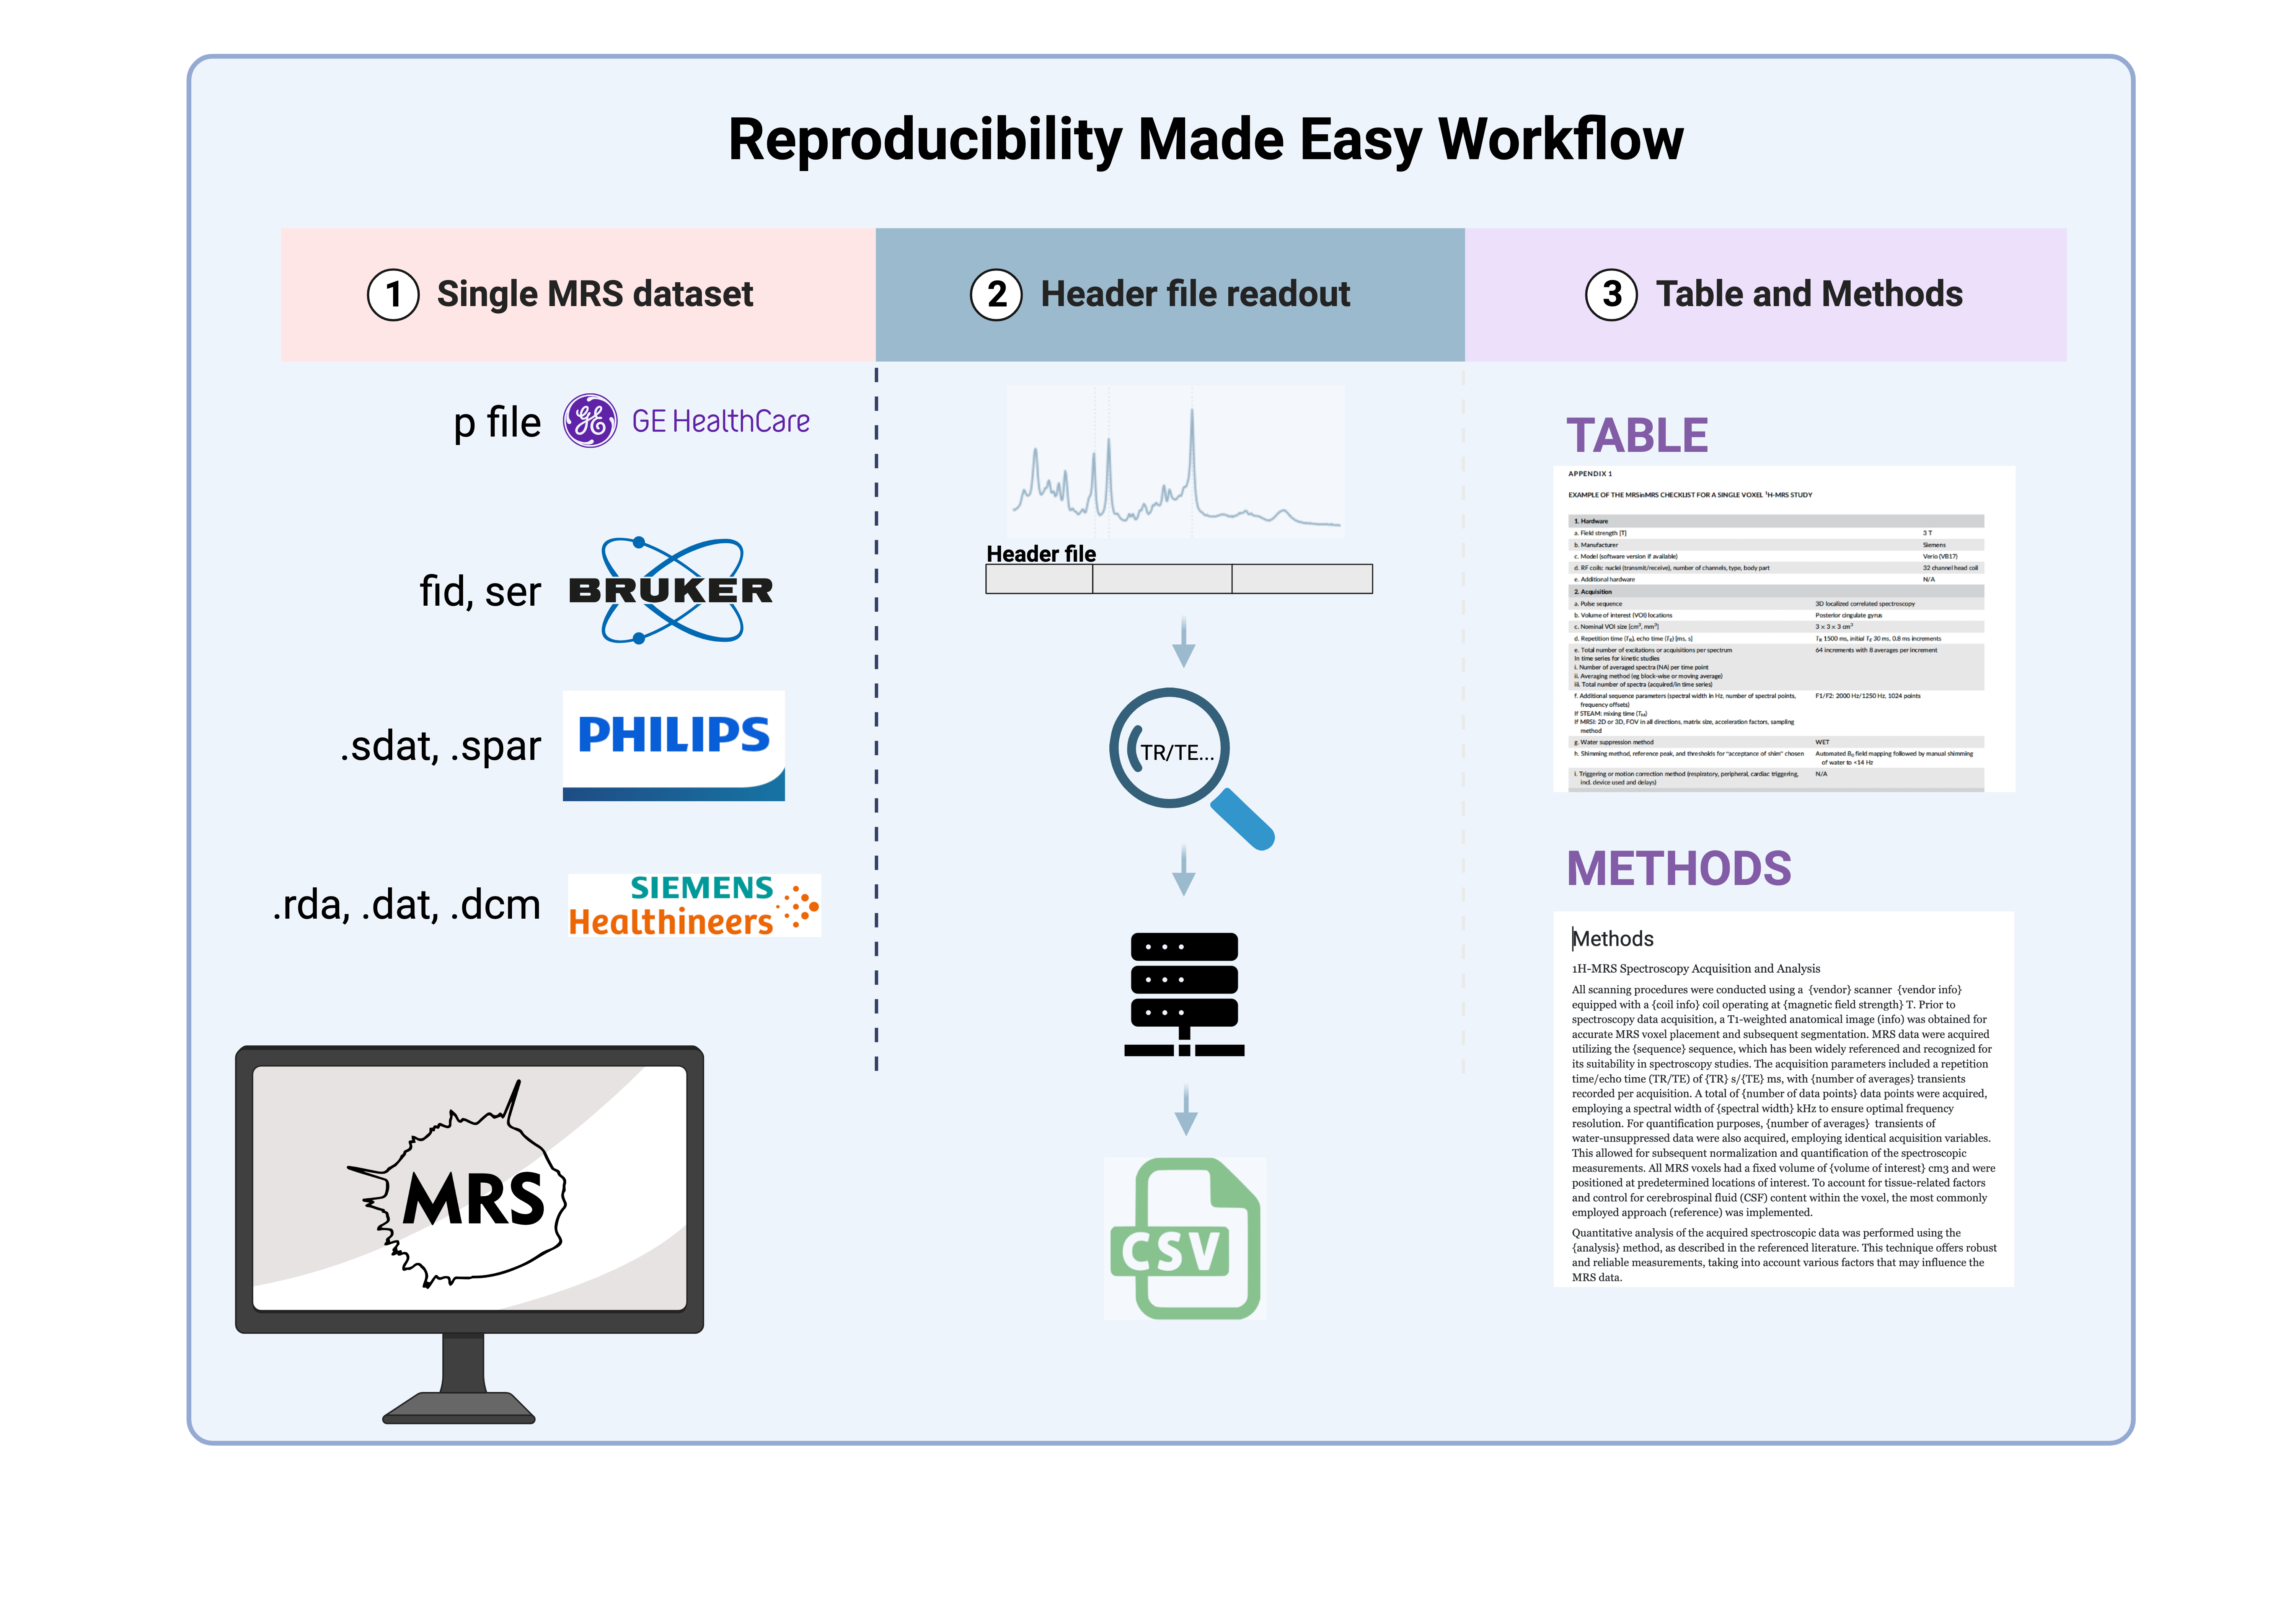 Reproducibility Made Easy Workflow
1 Single MRS dataset
2 Header file readout
3 Table and Methods
p file
GE
GE HealthCare
fid, ser
BRUKER
.sdat, .spar
PHILIPS
.rda, .dat, .dcm
SIEMENS
Healthineers
MRS
Header file
TR/TE...
CSV
TABLE
APPENDIX 1
EXAMPLE OF THE MRSinMRS CHECKLIST FOR A SINGLE VOXEL ¹H-MRS STUDY
1. Hardware
a. Field strength [T] 3 T
b. Manufacturer Siemens
c. Model (software version if available) Verio (VB17)
d. RF coils: nuclei (transmit/receive), number of channels, type, body part 32 channel head coil
e. Additional hardware N/A
2. Acquisition
a. Pulse sequence 3D localized correlated spectroscopy
b. Volume of interest (VOI) locations Posterior cingulate gyrus
c. Nominal VOI size [cm³, mm³] 3 × 3 × 3 cm³
d. Repetition time (TR), echo time (TE) [ms, s] TR 1500 ms, initial TE 30 ms, 0.8 ms increments
e. Total number of excitations or acquisitions per spectrum 64 increments with 8 averages per increment
In time series for kinetic studies
i. Number of averaged spectra (NA) per time point
ii. Averaging method (eg block-wise or moving average)
iii. Total number of spectra (acquired/in time series)
f. Additional sequence parameters (spectral width in Hz, number of spectral points, F1/F2: 2000 Hz/1250 Hz, 1024 points
frequency offsets)
If STEAM: mixing time (TM)
If MRSI: 2D or 3D, FOV in all directions, matrix size, acceleration factors, sampling
method
g. Water suppression method WET
h. Shimming method, reference peak, and thresholds for "acceptance of shim" chosen Automated B0 field mapping followed by manual shimming
of water to <14 Hz
i. Triggering or motion correction method (respiratory, peripheral, cardiac triggering, N/A
incl. device used and delays)
METHODS
Methods
1H-MRS Spectroscopy Acquisition and Analysis
All scanning procedures were conducted using a {vendor} scanner {vendor info}
equipped with a {coil info} coil operating at {magnetic field strength} T. Prior to
spectroscopy data acquisition, a T1-weighted anatomical image (info) was obtained for
accurate MRS voxel placement and subsequent segmentation. MRS data were acquired
utilizing the {sequence} sequence, which has been widely referenced and recognized for
its suitability in spectroscopy studies. The acquisition parameters included a repetition
time/echo time (TR/TE) of {TR} s/{TE} ms, with {number of averages} transients
recorded per acquisition. A total of {number of data points} data points were acquired,
employing a spectral width of {spectral width} kHz to ensure optimal frequency
resolution. For quantification purposes, {number of averages} transients of
water-unsuppressed data were also acquired, employing identical acquisition variables.
This allowed for subsequent normalization and quantification of the spectroscopic
measurements. All MRS voxels had a fixed volume of {volume of interest} cm3 and were
positioned at predetermined locations of interest. To account for tissue-related factors
and control for cerebrospinal fluid (CSF) content within the voxel, the most commonly
employed approach (reference) was implemented.
Quantitative analysis of the acquired spectroscopic data was performed using the
{analysis} method, as described in the referenced literature. This technique offers robust
and reliable measurements, taking into account various factors that may influence the
MRS data.